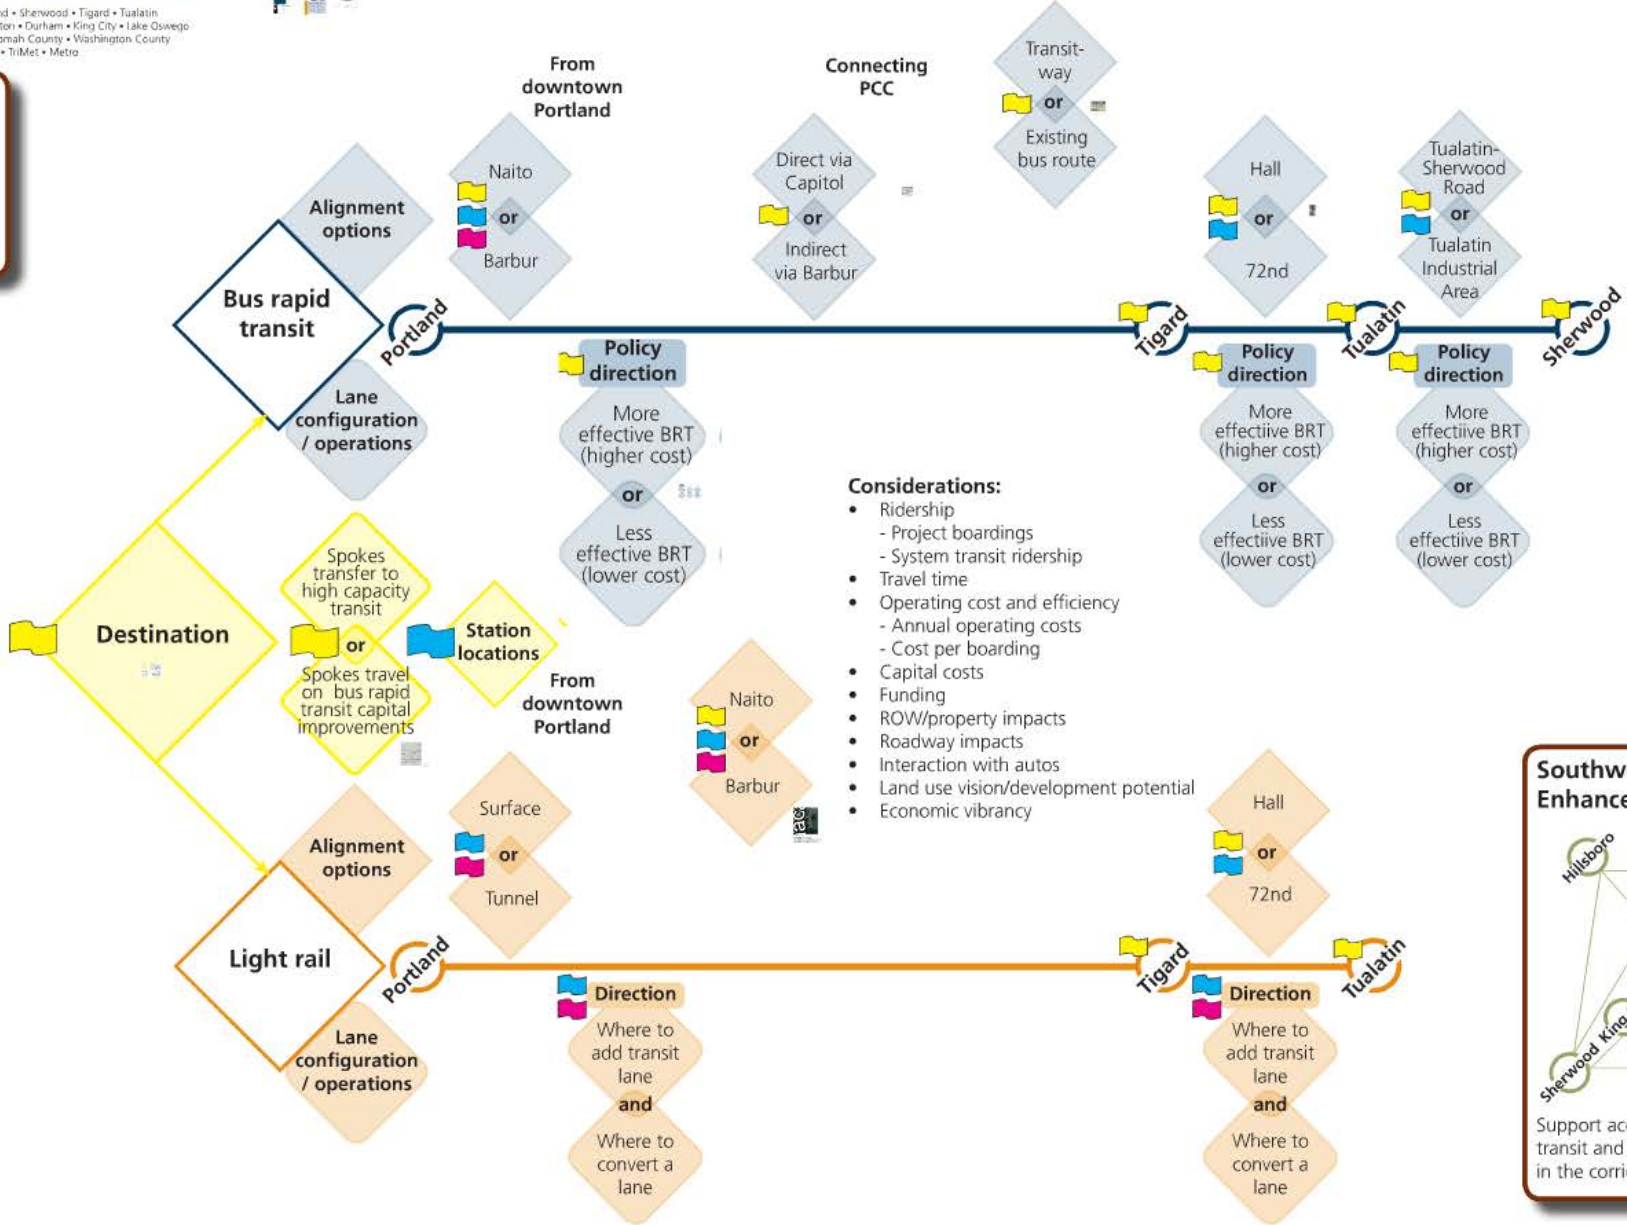 • Sherwood • Tigard • Tualatin
• Durham • King City • Lake Oswego
County • Washington County
• TriMet • Metro
From
downtown
Portland
Connecting
PCC
Transit-
way
or
Existing
bus route
Alignment
options
Naito
or
Barbur
Direct via
Capitol
or
Indirect
via Barbur
Hall
or
72nd
Tualatin-
Sherwood
Road
or
Tualatin
Industrial
Area
Bus rapid
transit
Portland
Tigard
Tualatin
Sherwood
Lane
configuration
/ operations
Policy
direction
More
effective BRT
(higher cost)
or
Less
effective BRT
(lower cost)
Policy
direction
More
effectiive BRT
(higher cost)
or
Less
effectiive BRT
(lower cost)
Policy
direction
More
effectiive BRT
(higher cost)
or
Less
effectiive BRT
(lower cost)
Destination
Spokes
transfer to
high capacity
transit
or
Spokes travel
on bus rapid
transit capital
improvements
Station
locations
Considerations:
• Ridership
- Project boardings
- System transit ridership
• Travel time
• Operating cost and efficiency
- Annual operating costs
- Cost per boarding
• Capital costs
• Funding
• ROW/property impacts
• Roadway impacts
• Interaction with autos
• Land use vision/development potential
• Economic vibrancy
From
downtown
Portland
Naito
or
Barbur
Alignment
options
Surface
or
Tunnel
Hall
or
72nd
Light rail
Portland
Tigard
Tualatin
Lane
configuration
/ operations
Direction
Where to
add transit
lane
and
Where to
convert a
lane
Direction
Where to
add transit
lane
and
Where to
convert a
lane
Southw
Enhance
Hillsboro
King
Sherwood
Support acc
transit and
in the corri